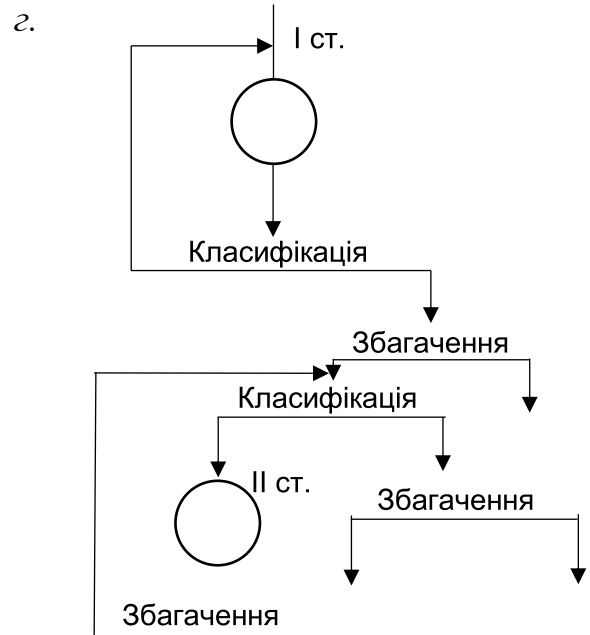 г.
I ст.
Класифікація
Збагачення
Класифікація
II ст.
Збагачення
Збагачення